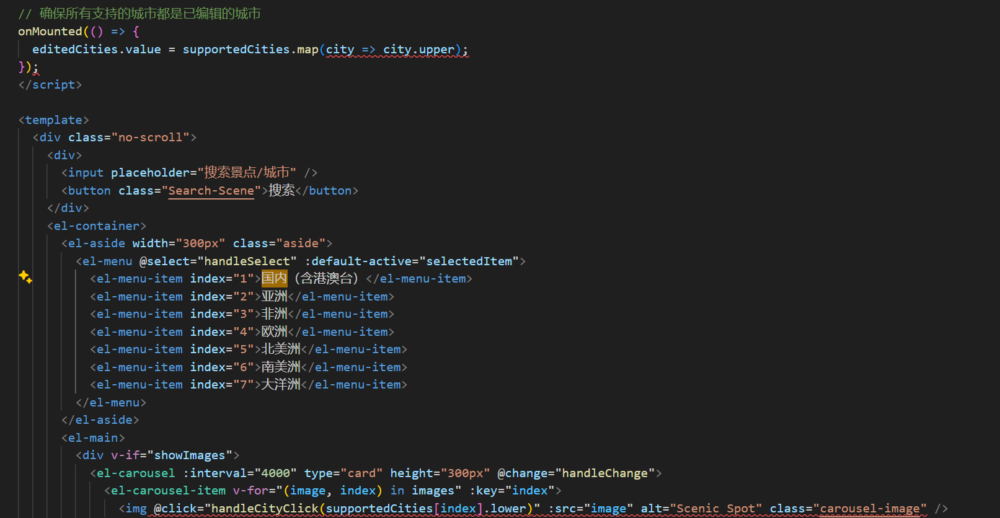 // 确保所有支持的城市都是已编辑的城市
onMounted(() => {
  editedCities.value = supportedCities.map(city => city.upper);
});
</script>

<template>
  <div class="no-scroll">
    <div>
      <input placeholder="搜索景点/城市" />
      <button class="Search-Scene">搜索</button>
    </div>
    <el-container>
      <el-aside width="300px" class="aside">
        <el-menu @select="handleSelect" :default-active="selectedItem">
          <el-menu-item index="1">国内（含港澳台）</el-menu-item>
          <el-menu-item index="2">亚洲</el-menu-item>
          <el-menu-item index="3">非洲</el-menu-item>
          <el-menu-item index="4">欧洲</el-menu-item>
          <el-menu-item index="5">北美洲</el-menu-item>
          <el-menu-item index="6">南美洲</el-menu-item>
          <el-menu-item index="7">大洋洲</el-menu-item>
        </el-menu>
      </el-aside>
      <el-main>
        <div v-if="showImages">
          <el-carousel :interval="4000" type="card" height="300px" @change="handleChange">
            <el-carousel-item v-for="(image, index) in images" :key="index">
              <img @click="handleCityClick(supportedCities[index].lower)" :src="image" alt="Scenic Spot" class="carousel-image" />